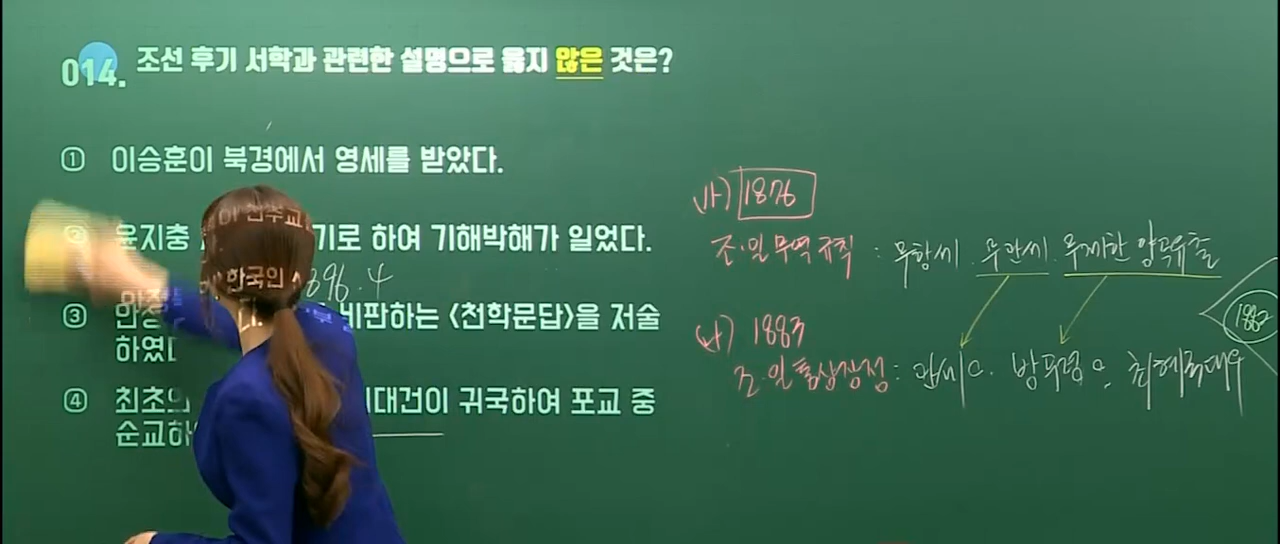 014. 조선 후기 서학과 관련한 설명으로 옳지 않은 것은?
① 이승훈이 북경에서 영세를 받았다.
② 윤지충 기로 하여 기해박해가 일었다.
③ 비판하는 <천학문답>을 저술
하였
④ 최초의 대건이 귀국하여 포교 중
순교하
천주교
한국인
가) 1876
조·일 무역 규칙 : 무항세. 무관세. 무제한 양곡유출
나) 1883
조·일 통상장정 : 관세 방곡령 최혜국대우
1882